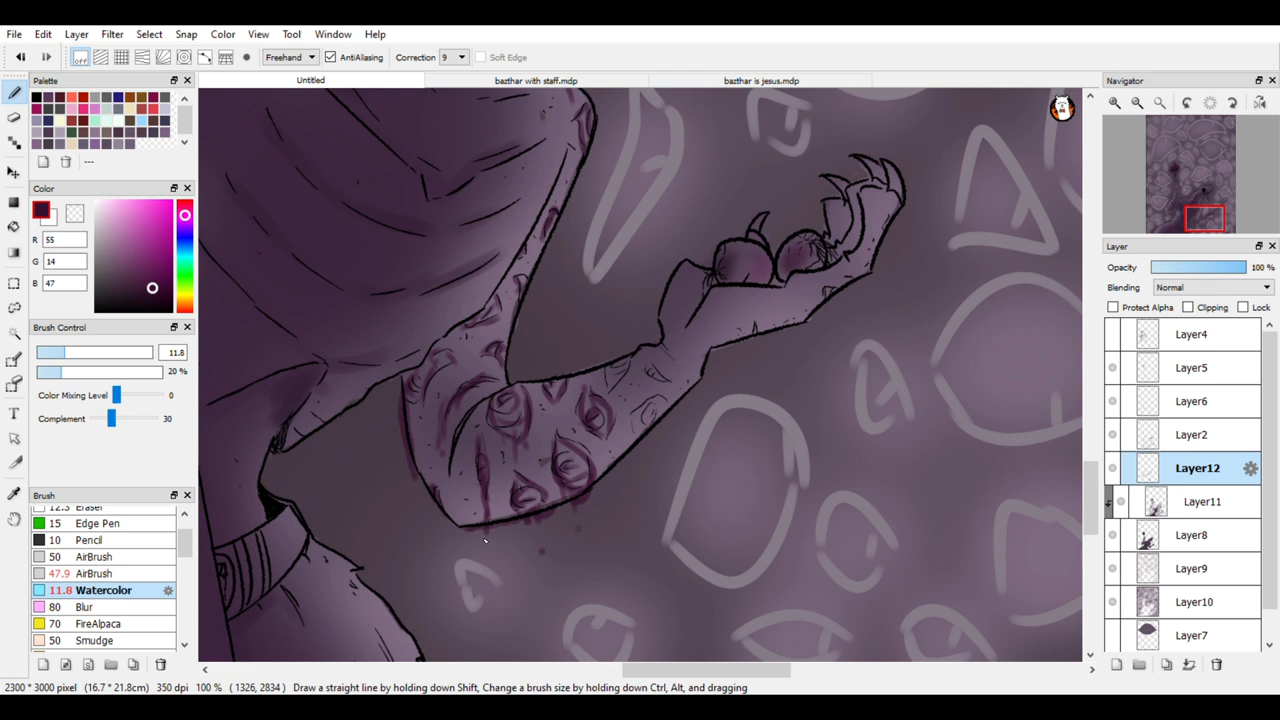 File Edit Layer Filter Select Snap Color View Tool Window Help
off Freehand AntiAliasing Correction 9 Soft Edge
Palette
---
Color
R 55
G 14
B 47
Brush Control
11.8
20 %
Color Mixing Level 0
Complement 30
Brush
12.3 Eraser
15 Edge Pen
10 Pencil
50 AirBrush
47.9 AirBrush
11.8 Watercolor
80 Blur
70 FireAlpaca
50 Smudge
Untitled bazthar with staff.mdp bazthar is jesus.mdp
Navigator
Layer
Opacity 100 %
Blending Normal
Protect Alpha Clipping Lock
Layer4
Layer5
Layer6
Layer2
Layer12
Layer11
Layer8
Layer9
Layer10
Layer7
2300 * 3000 pixel (16.7 * 21.8cm) 350 dpi 100 % ( 1326, 2834 ) Draw a straight line by holding down Shift, Change a brush size by holding down Ctrl, Alt, and dragging